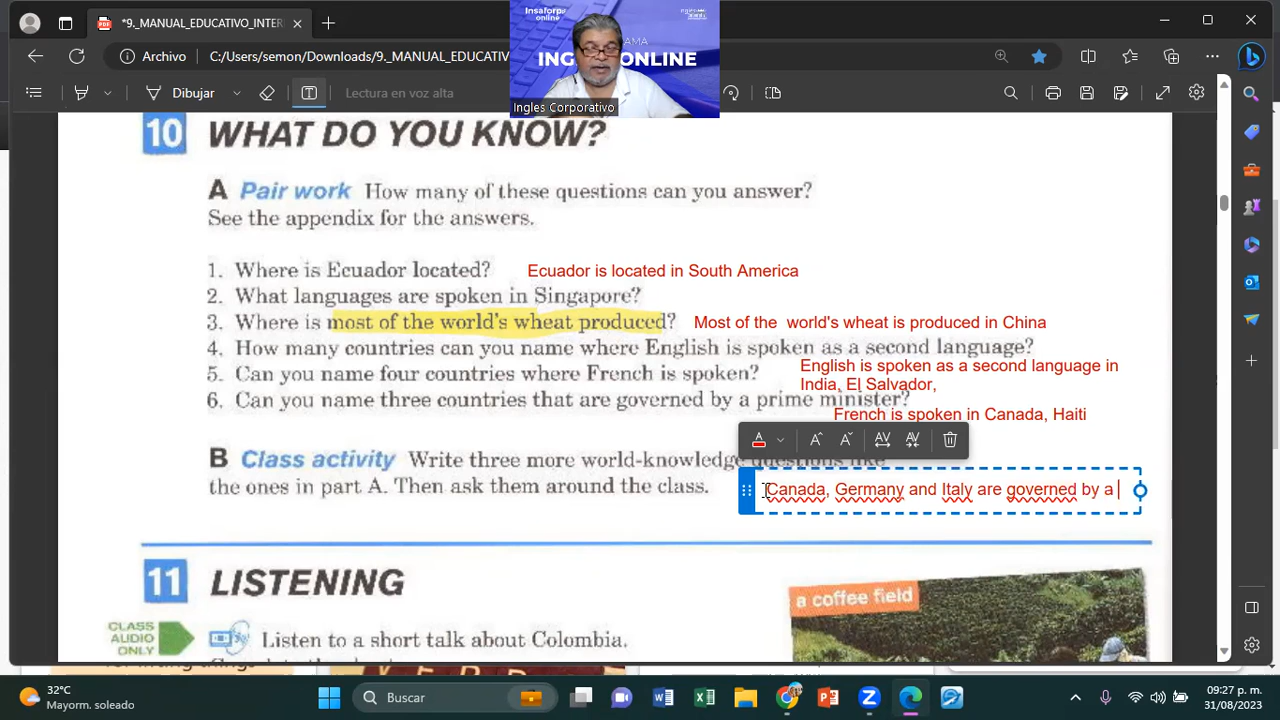 *9._MANUAL_EDUCATIVO_INTER
Archivo
C:/Users/semon/Downloads/9._MANUAL_EDUCATIV
Insaforp
online
INGL ONLINE
Ingles Corporativo
Dibujar
Lectura en voz alta
10 WHAT DO YOU KNOW?
A Pair work How many of these questions can you answer?
See the appendix for the answers.
1. Where is Ecuador located? Ecuador is located in South America
2. What languages are spoken in Singapore?
3. Where is most of the world's wheat produced? Most of the world's wheat is produced in China
4. How many countries can you name where English is spoken as a second language?
English is spoken as a second language in
India, El Salvador,
5. Can you name four countries where French is spoken?
6. Can you name three countries that are governed by a prime minister?
French is spoken in Canada, Haiti
B Class activity Write three more world-knowledge questions like
the ones in part A. Then ask them around the class.
Canada, Germany and Italy are governed by a
11 LISTENING
a coffee field
CLASS
AUDIO
ONLY
Listen to a short talk about Colombia.
32°C
Mayorm. soleado
Buscar
09:27 p. m.
31/08/2023